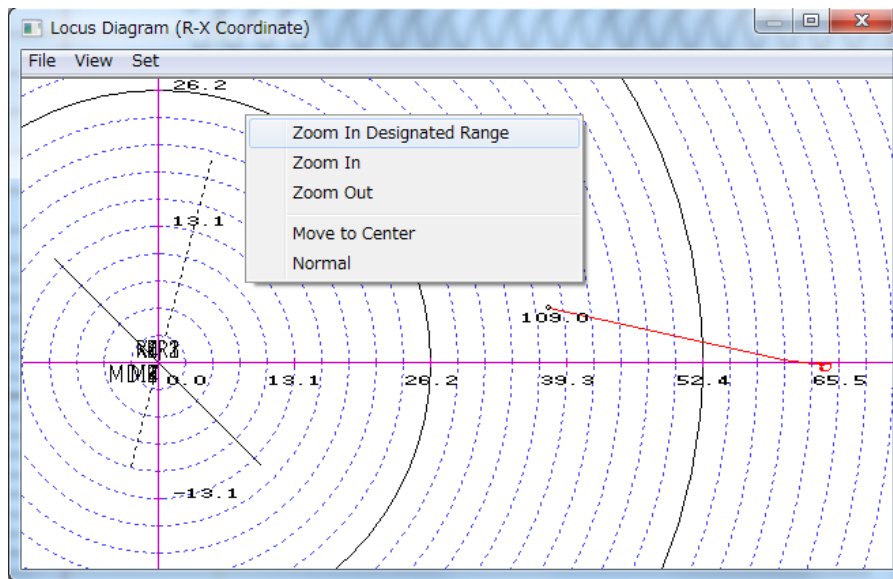 Locus Diagram (R-X Coordinate)
File View Set
26.2
Zoom In Designated Range
Zoom In
Zoom Out
13.1
Move to Center
Normal
109.0
0.0 13.1 26.2 39.3 52.4 65.5
-13.1